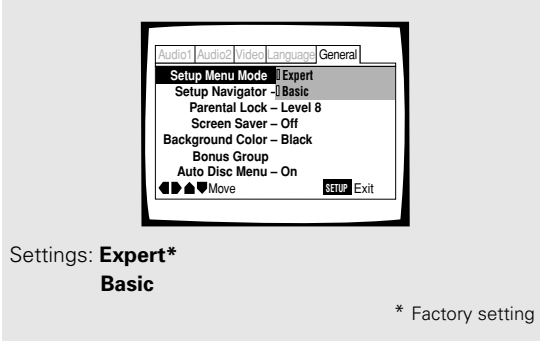 Audio1 Audio2 Video Language General
Setup Menu Mode Expert
Setup Navigator – Basic
Parental Lock – Level 8
Screen Saver – Off
Background Color – Black
Bonus Group
Auto Disc Menu – On
Move SETUP Exit
Settings: Expert*
Basic
* Factory setting